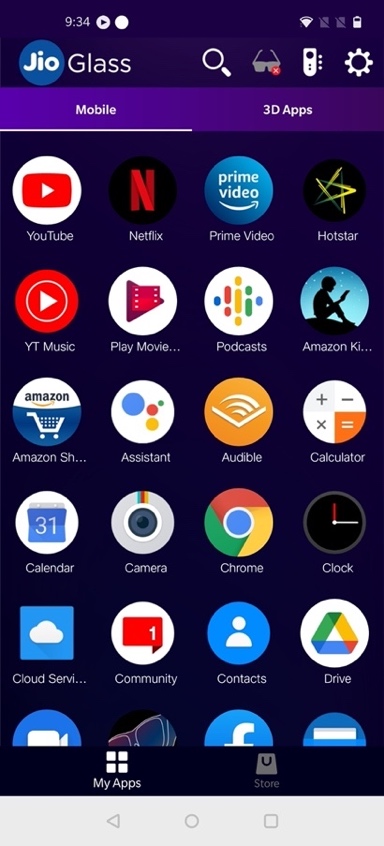 9:34
Jio Glass
Mobile 3D Apps
prime
video
YouTube Netflix Prime Video Hotstar
YT Music Play Movie... Podcasts Amazon Ki...
amazon
+ −
× =
Amazon Sh... Assistant Audible Calculator
31
Calendar Camera Chrome Clock
1
Cloud Servi... Community Contacts Drive
My Apps Store